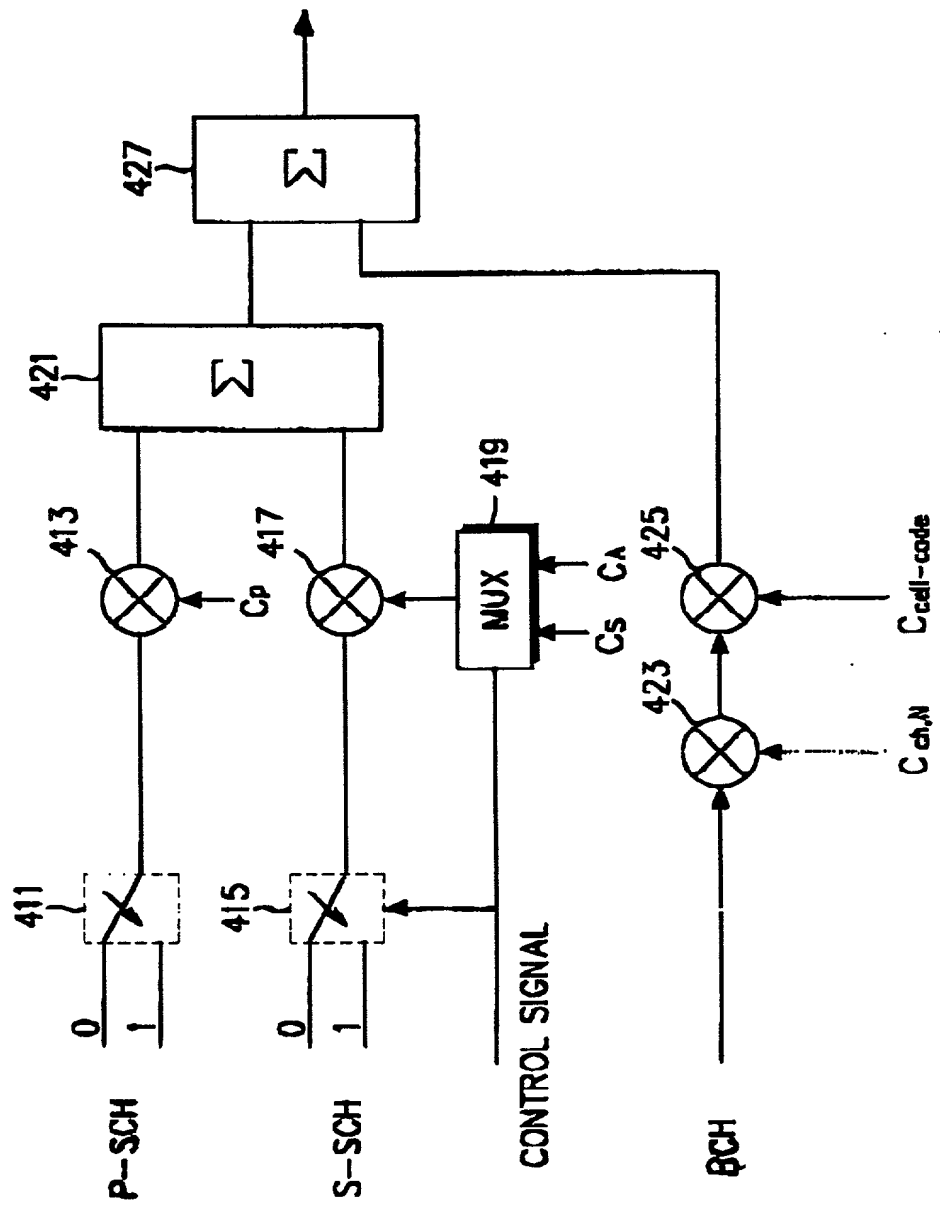 P-SCH
0
1
411
413
Cp
421
Σ
427
Σ
S-SCH
0
1
415
417
419
MUX
Cs
CA
CONTROL SIGNAL
BCH
423
Cch,N
425
Ccell-code